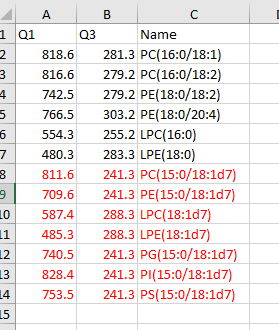 A B C
1 Q1 Q3 Name
2 818.6 281.3 PC(16:0/18:1)
3 816.6 279.2 PC(16:0/18:2)
4 742.5 279.2 PE(18:0/18:2)
5 766.5 303.2 PE(18:0/20:4)
6 554.3 255.2 LPC(16:0)
7 480.3 283.3 LPE(18:0)
8 811.6 241.3 PC(15:0/18:1d7)
9 709.6 241.3 PE(15:0/18:1d7)
10 587.4 288.3 LPC(18:1d7)
11 485.3 288.3 LPE(18:1d7)
12 740.5 241.3 PG(15:0/18:1d7)
13 828.4 241.3 PI(15:0/18:1d7)
14 753.5 241.3 PS(15:0/18:1d7)
15